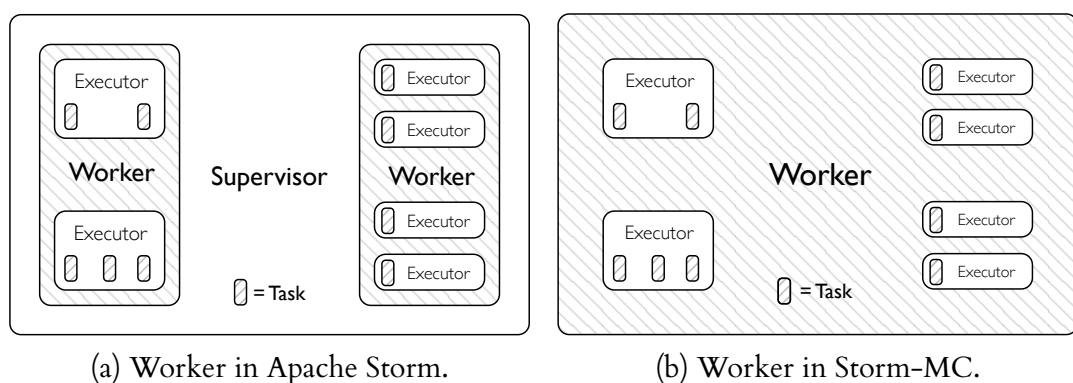 Executor
Worker
Executor
Supervisor
= Task
Executor
Executor
Worker
Executor
Executor
(a) Worker in Apache Storm.
Executor
Executor
Worker
= Task
Executor
Executor
Executor
Executor
(b) Worker in Storm-MC.